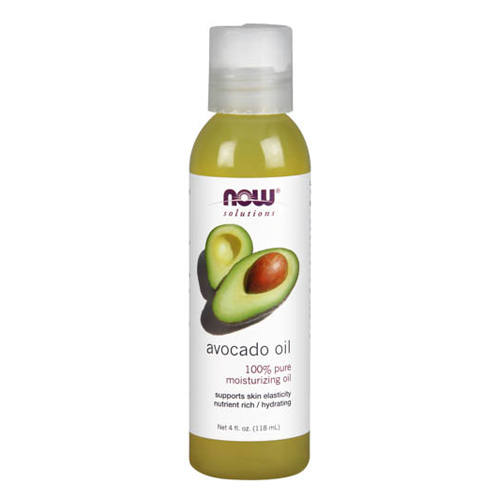 now®
solutions
avocado oil
100% pure
moisturizing oil
supports skin elasticity
nutrient rich / hydrating
Net 4 fl. oz. (118 mL)